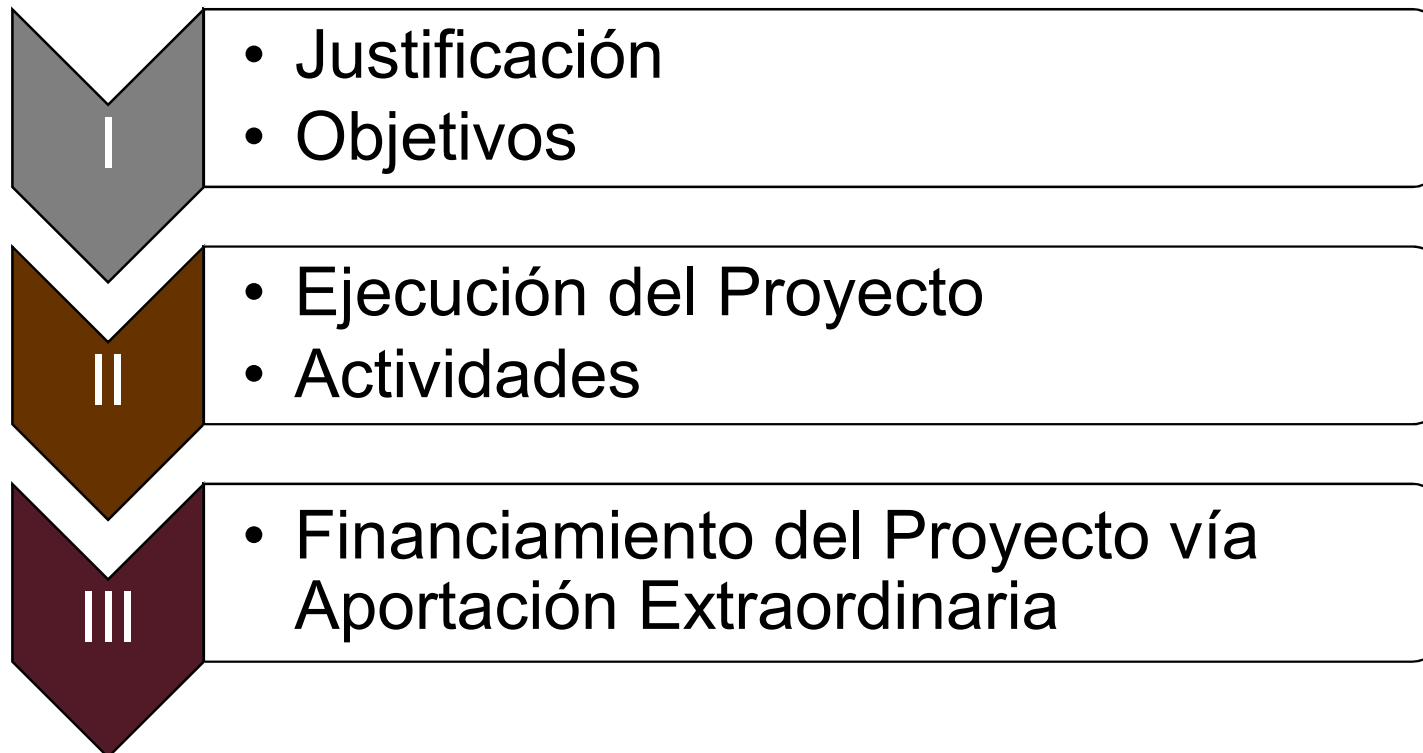 I
• Justificación
• Objetivos
II
• Ejecución del Proyecto
• Actividades
III
• Financiamiento del Proyecto vía
Aportación Extraordinaria